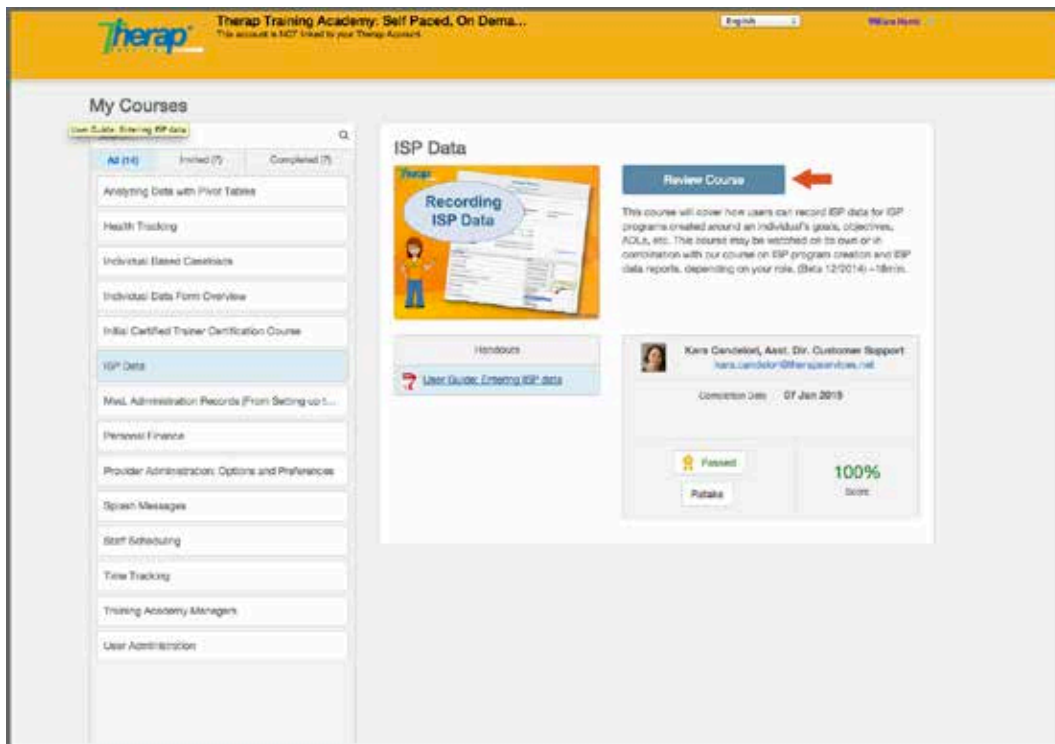 Therap
Therap Training Academy: Self Paced, On Dema...
This account is NOT linked to your Therap Account
English
My Courses
User Guide: Entering ISP data
All (14)
Invited (7)
Completed (7)
Analyzing Data with Pivot Tables
Health Tracking
Individual Based Caseloads
Individual Data Form Overview
Initial Certified Trainer Certification Course
ISP Data
Med. Administration Records (From Setting up t...
Personal Finance
Provider Administration: Options and Preferences
Splash Messages
Staff Scheduling
Time Tracking
Training Academy Managers
User Administration
ISP Data
Therap
Recording
ISP Data
Review Course
This course will cover how users can record ISP data for ISP
programs created around an individual's goals, objectives,
ADLs, etc. This course may be watched on its own or in
combination with our course on ISP program creation and ISP
data reports, depending on your role. (Beta 12/2014) ~18min.
Handouts
User Guide: Entering ISP data
Kara Candelori, Asst. Dir. Customer Support
kara.candelori@therapservices.net
Completion Date 07 Jan 2015
Passed
Retake
100%
Score